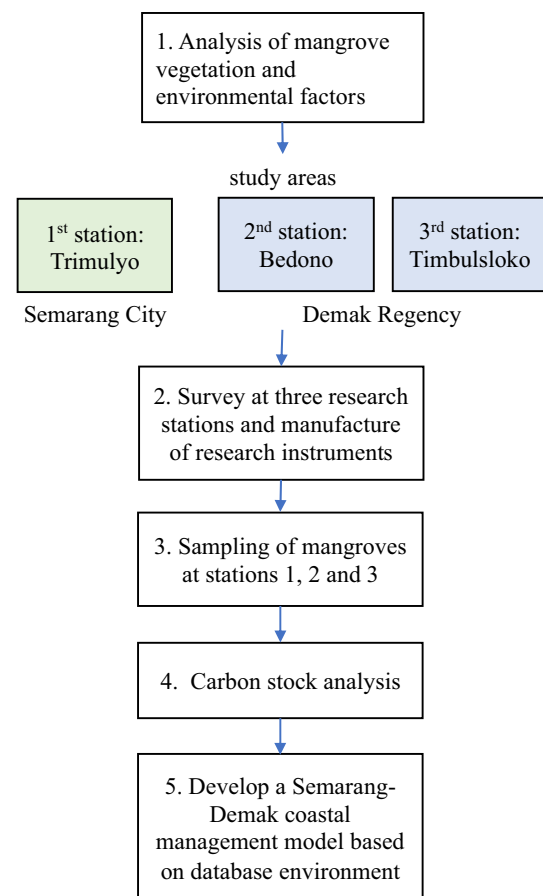 1. Analysis of mangrove
vegetation and
environmental factors
study areas
1st station:
Trimulyo
2nd station:
Bedono
3rd station:
Timbulsloko
Semarang City
Demak Regency
2. Survey at three research
stations and manufacture
of research instruments
3. Sampling of mangroves
at stations 1, 2 and 3
4. Carbon stock analysis
5. Develop a Semarang-
Demak coastal
management model based
on database environment